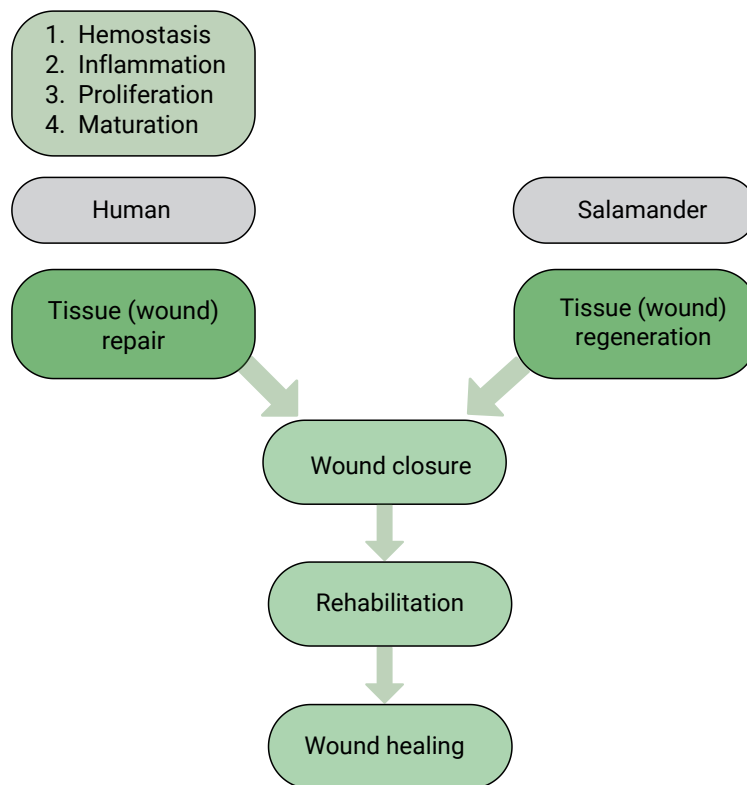 1. Hemostasis
2. Inflammation
3. Proliferation
4. Maturation
Human
Salamander
Tissue (wound)
repair
Tissue (wound)
regeneration
Wound closure
Rehabilitation
Wound healing